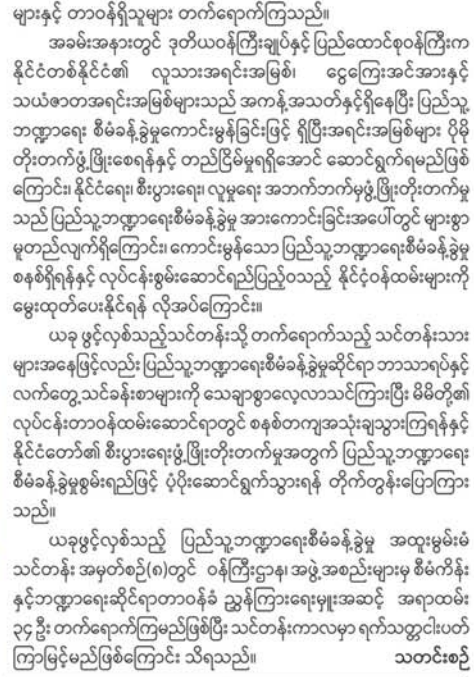 များနှင့် တာဝန်ရှိသူများ တက်ရောက်ကြသည်။
အခမ်းအနားတွင် ဒုတိယဝန်ကြီးချုပ်နှင့် ပြည်ထောင်စုဝန်ကြီးက
နိုင်ငံတစ်နိုင်ငံ၏ လူသားအရင်းအမြစ်၊ ငွေကြေးအင်အားနှင့်
သယံဇာတအရင်းအမြစ်များသည် အကန့်အသတ်နှင့်ရှိနေပြီး ပြည်သူ့
ဘဏ္ဍာရေး စီမံခန့်ခွဲမှုကောင်းမွန်ခြင်းဖြင့် ရှိပြီးအရင်းအမြစ်များ ပိုမို
တိုးတက်ဖွံ့ဖြိုးစေရန်နှင့် တည်ငြိမ်မှုရရှိအောင် ဆောင်ရွက်ရမည်ဖြစ်
ကြောင်း၊ နိုင်ငံရေး၊ စီးပွားရေး၊ လူမှုရေး အဘက်ဘက်မှဖွံ့ဖြိုးတိုးတက်မှု
သည် ပြည်သူ့ဘဏ္ဍာရေးစီမံခန့်ခွဲမှု အားကောင်းခြင်းအပေါ်တွင် များစွာ
မူတည်လျက်ရှိကြောင်း၊ ကောင်းမွန်သော ပြည်သူ့ဘဏ္ဍာရေးစီမံခန့်ခွဲမှု
စနစ်ရှိရန်နှင့် လုပ်ငန်းစွမ်းဆောင်ရည်ပြည့်ဝသည့် နိုင်ငံ့ဝန်ထမ်းများကို
မွေးထုတ်ပေးနိုင်ရန် လိုအပ်ကြောင်း။
ယခု ဖွင့်လှစ်သည့်သင်တန်းသို့ တက်ရောက်သည့် သင်တန်းသား
များအနေဖြင့်လည်း ပြည်သူ့ဘဏ္ဍာရေးစီမံခန့်ခွဲမှုဆိုင်ရာ ဘာသာရပ်နှင့်
လက်တွေ့သင်ခန်းစာများကို သေချာစွာလေ့လာသင်ကြားပြီး မိမိတို့၏
လုပ်ငန်းတာဝန်ထမ်းဆောင်ရာတွင် စနစ်တကျအသုံးချသွားကြရန်နှင့်
နိုင်ငံတော်၏ စီးပွားရေးဖွံ့ဖြိုးတိုးတက်မှုအတွက် ပြည်သူ့ဘဏ္ဍာရေး
စီမံခန့်ခွဲမှုစွမ်းရည်ဖြင့် ပံ့ပိုးဆောင်ရွက်သွားရန် တိုက်တွန်းပြောကြား
သည်။
ယခုဖွင့်လှစ်သည့် ပြည်သူ့ဘဏ္ဍာရေးစီမံခန့်ခွဲမှု အထူးမွမ်းမံ
သင်တန်း အမှတ်စဉ်(၈)တွင် ဝန်ကြီးဌာန၊ အဖွဲ့အစည်းများမှ စီမံကိန်း
နှင့်ဘဏ္ဍာရေးဆိုင်ရာတာဝန်ခံ ညွှန်ကြားရေးမှူးအဆင့် အရာထမ်း
၃၄ ဦး တက်ရောက်ကြမည်ဖြစ်ပြီး သင်တန်းကာလမှာ ရက်သတ္တငါးပတ်
ကြာမြင့်မည်ဖြစ်ကြောင်း သိရသည်။ သတင်းစဉ်